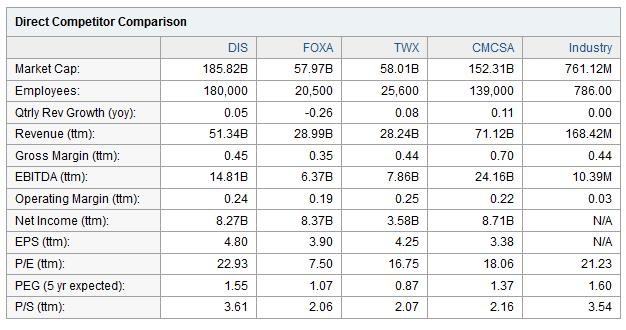 Direct Competitor Comparison
DIS FOXA TWX CMCSA Industry
Market Cap: 185.82B 57.97B 58.01B 152.31B 761.12M
Employees: 180,000 20,500 25,600 139,000 786.00
Qtrly Rev Growth (yoy): 0.05 -0.26 0.08 0.11 0.00
Revenue (ttm): 51.34B 28.99B 28.24B 71.12B 168.42M
Gross Margin (ttm): 0.45 0.35 0.44 0.70 0.44
EBITDA (ttm): 14.81B 6.37B 7.86B 24.16B 10.39M
Operating Margin (ttm): 0.24 0.19 0.25 0.22 0.03
Net Income (ttm): 8.27B 8.37B 3.58B 8.71B N/A
EPS (ttm): 4.80 3.90 4.25 3.38 N/A
P/E (ttm): 22.93 7.50 16.75 18.06 21.23
PEG (5 yr expected): 1.55 1.07 0.87 1.37 1.60
P/S (ttm): 3.61 2.06 2.07 2.16 3.54